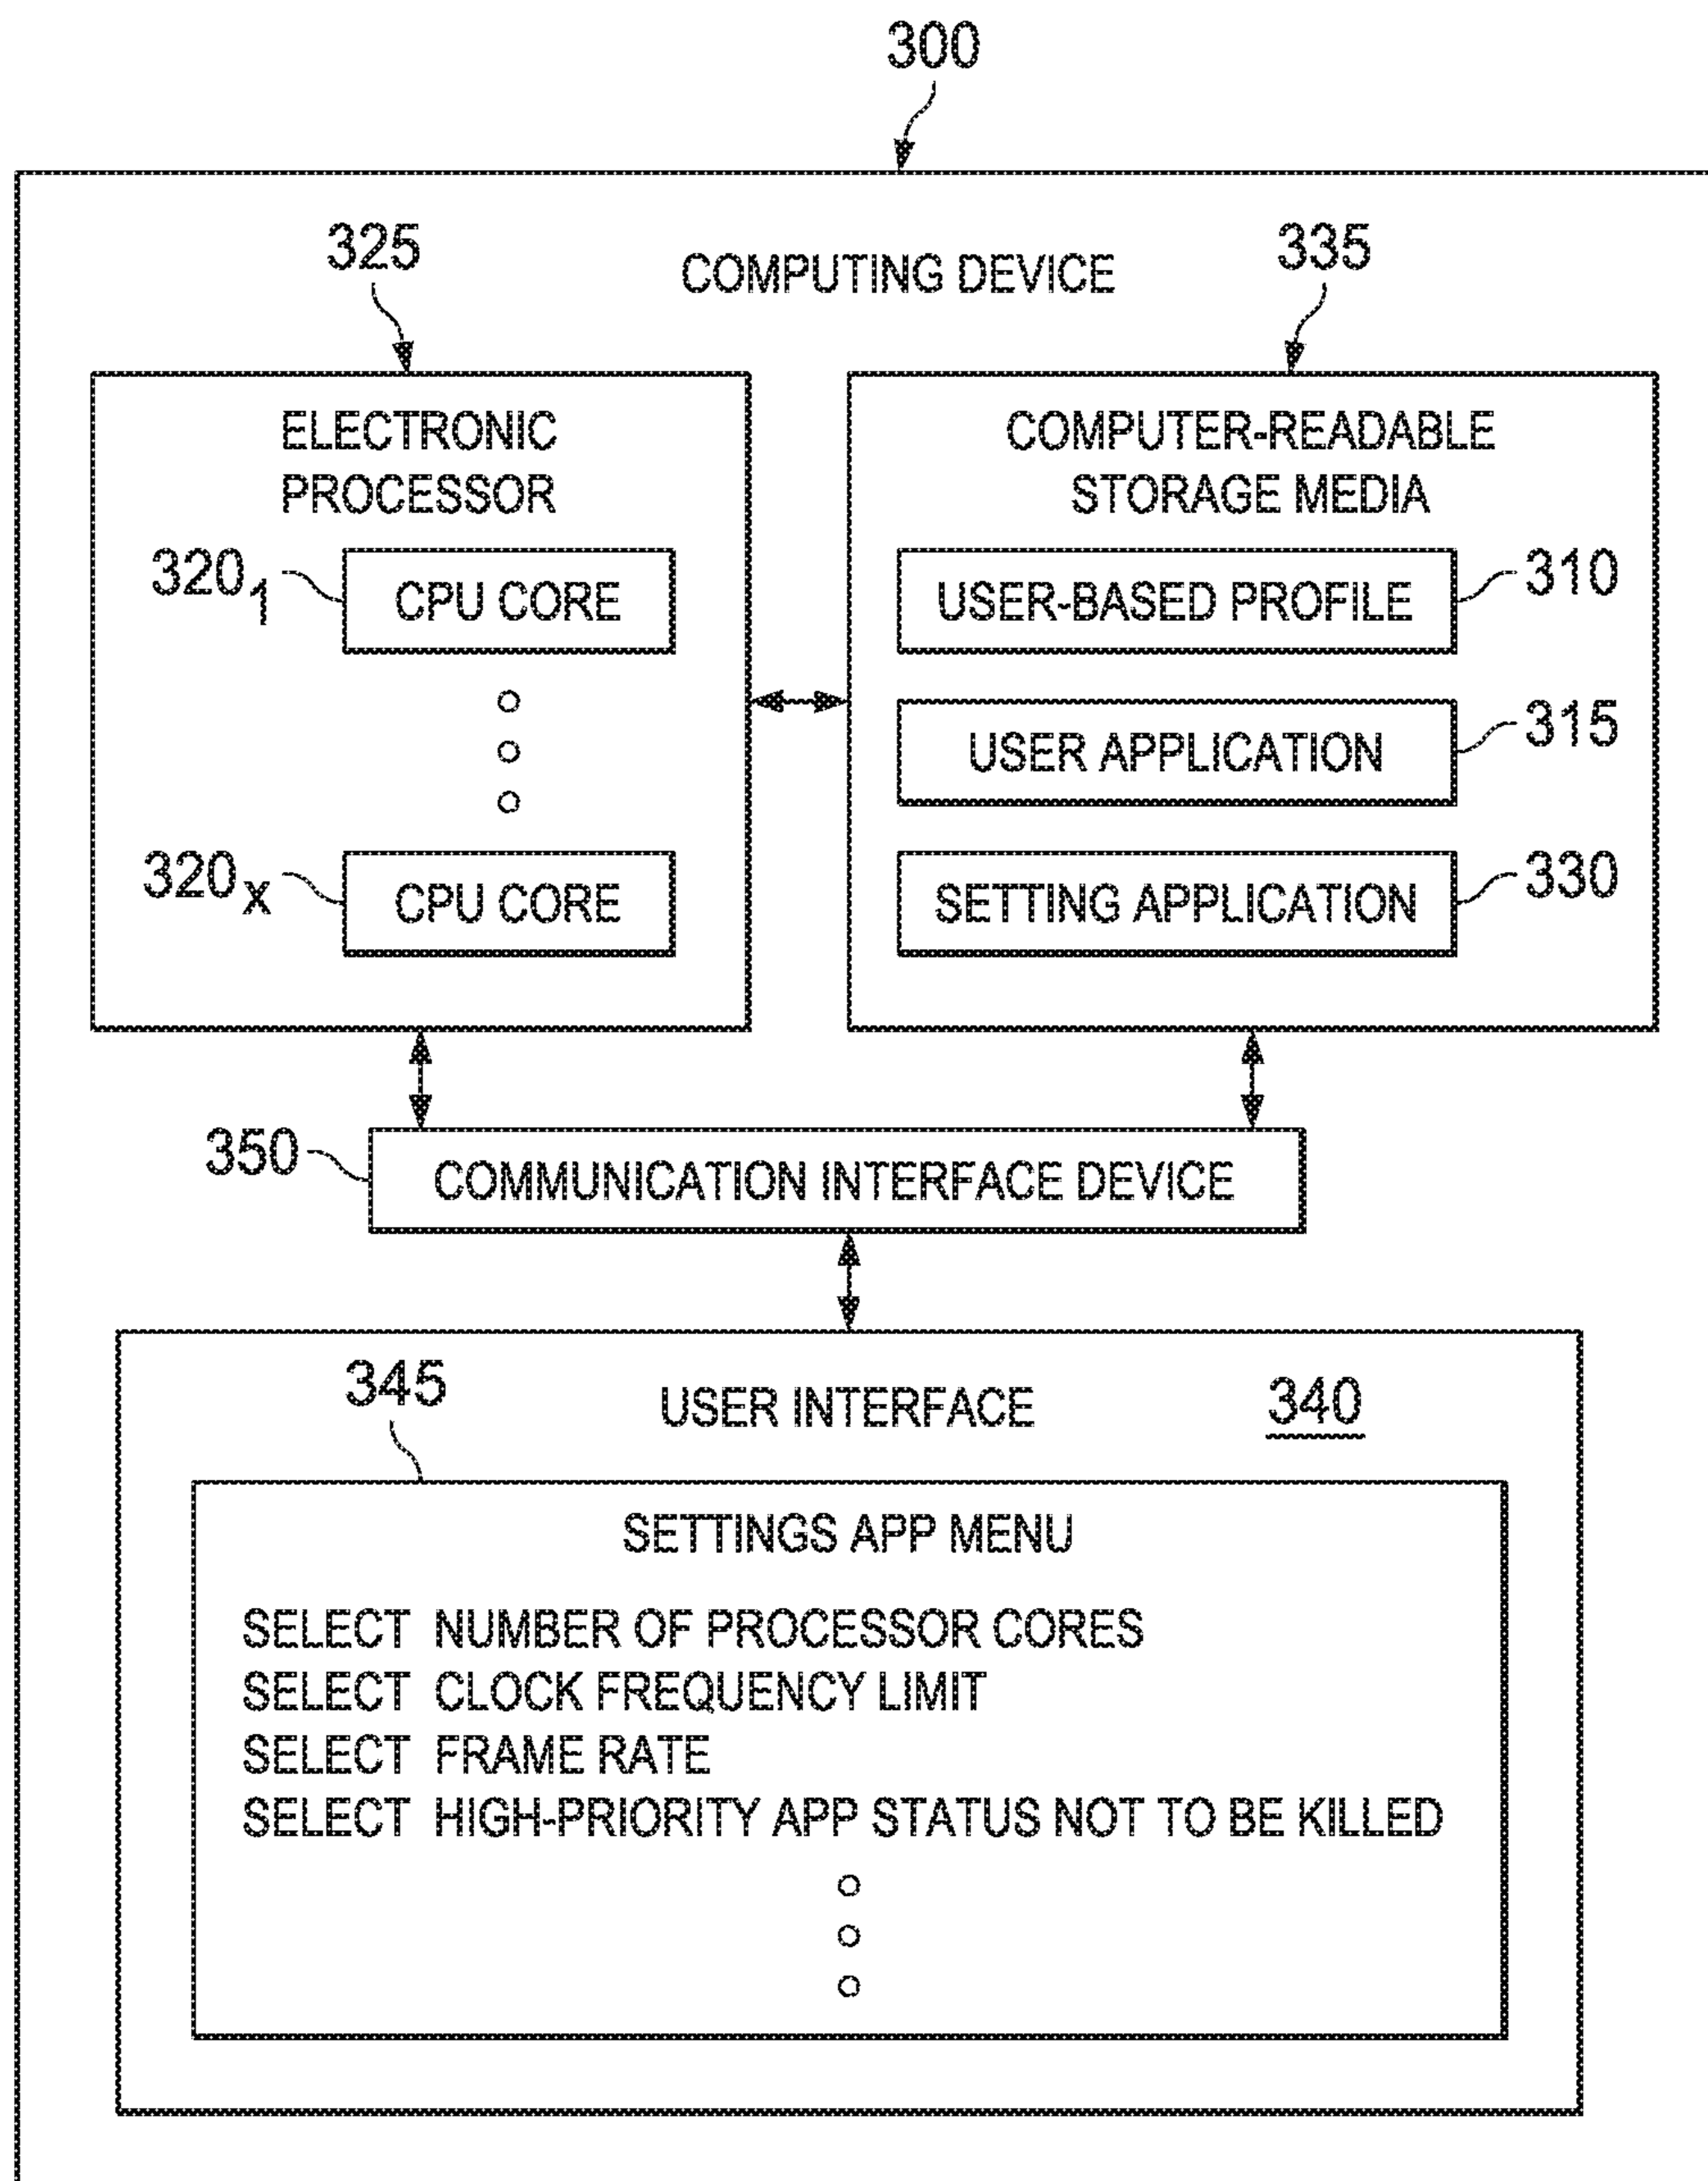 300
325
COMPUTING DEVICE
335
ELECTRONIC
PROCESSOR
320₁
CPU CORE
320ₓ
CPU CORE
COMPUTER-READABLE
STORAGE MEDIA
USER-BASED PROFILE
310
USER APPLICATION
315
SETTING APPLICATION
330
350
COMMUNICATION INTERFACE DEVICE
345
USER INTERFACE
340
SETTINGS APP MENU
SELECT NUMBER OF PROCESSOR CORES
SELECT CLOCK FREQUENCY LIMIT
SELECT FRAME RATE
SELECT HIGH-PRIORITY APP STATUS NOT TO BE KILLED